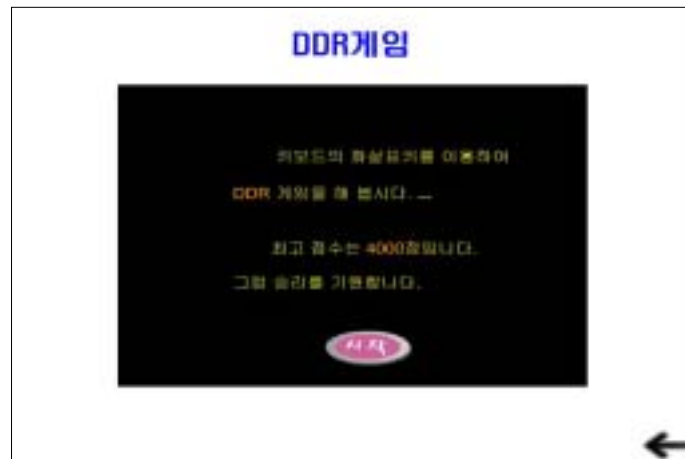 DDR게임
키보드의 화살표키를 이용하여
DDR 게임을 해 봅시다.
최고 점수는 4000점입니다.
그럼 승리를 기원합니다.
시작